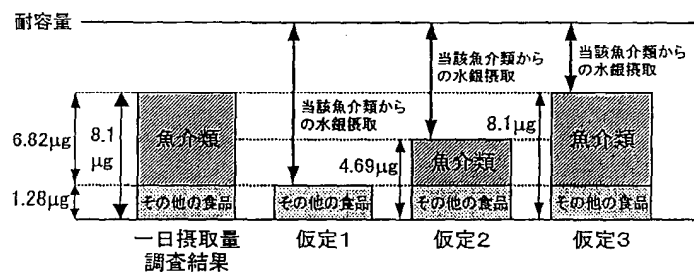 耐容量
当該魚介類から
の水銀摂取
当該魚介類から
の水銀摂取
当該魚介類から
の水銀摂取
6.82μg
8.1
μg
魚介類
8.1μg
魚介類
4.69μg
魚介類
1.28μg
その他の食品
その他の食品
その他の食品
その他の食品
一日摂取量
調査結果
仮定1
仮定2
仮定3